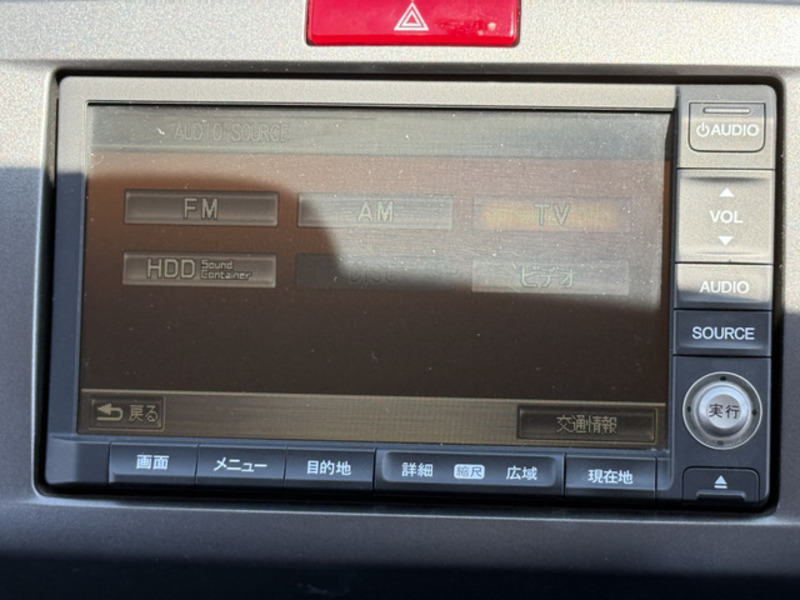 AUDIO SOURCE
FM
AM
TV
HDD Sound Container
DISC
ビデオ
戻る
交通情報
AUDIO
VOL
AUDIO
SOURCE
実行
画面
メニュー
目的地
詳細 縮尺 広域
現在地